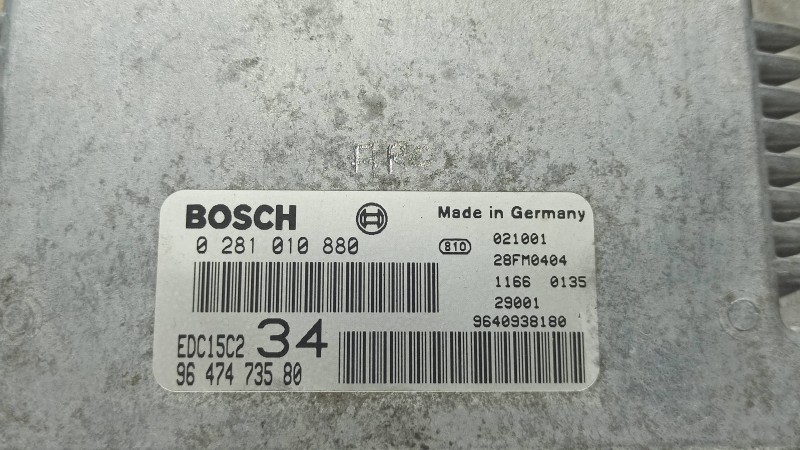 BOSCH
Made in Germany
0 281 010 880
810
021001
28FM0404
1166 0135
29001
9640938180
EDC15C2 34
96 474 735 80